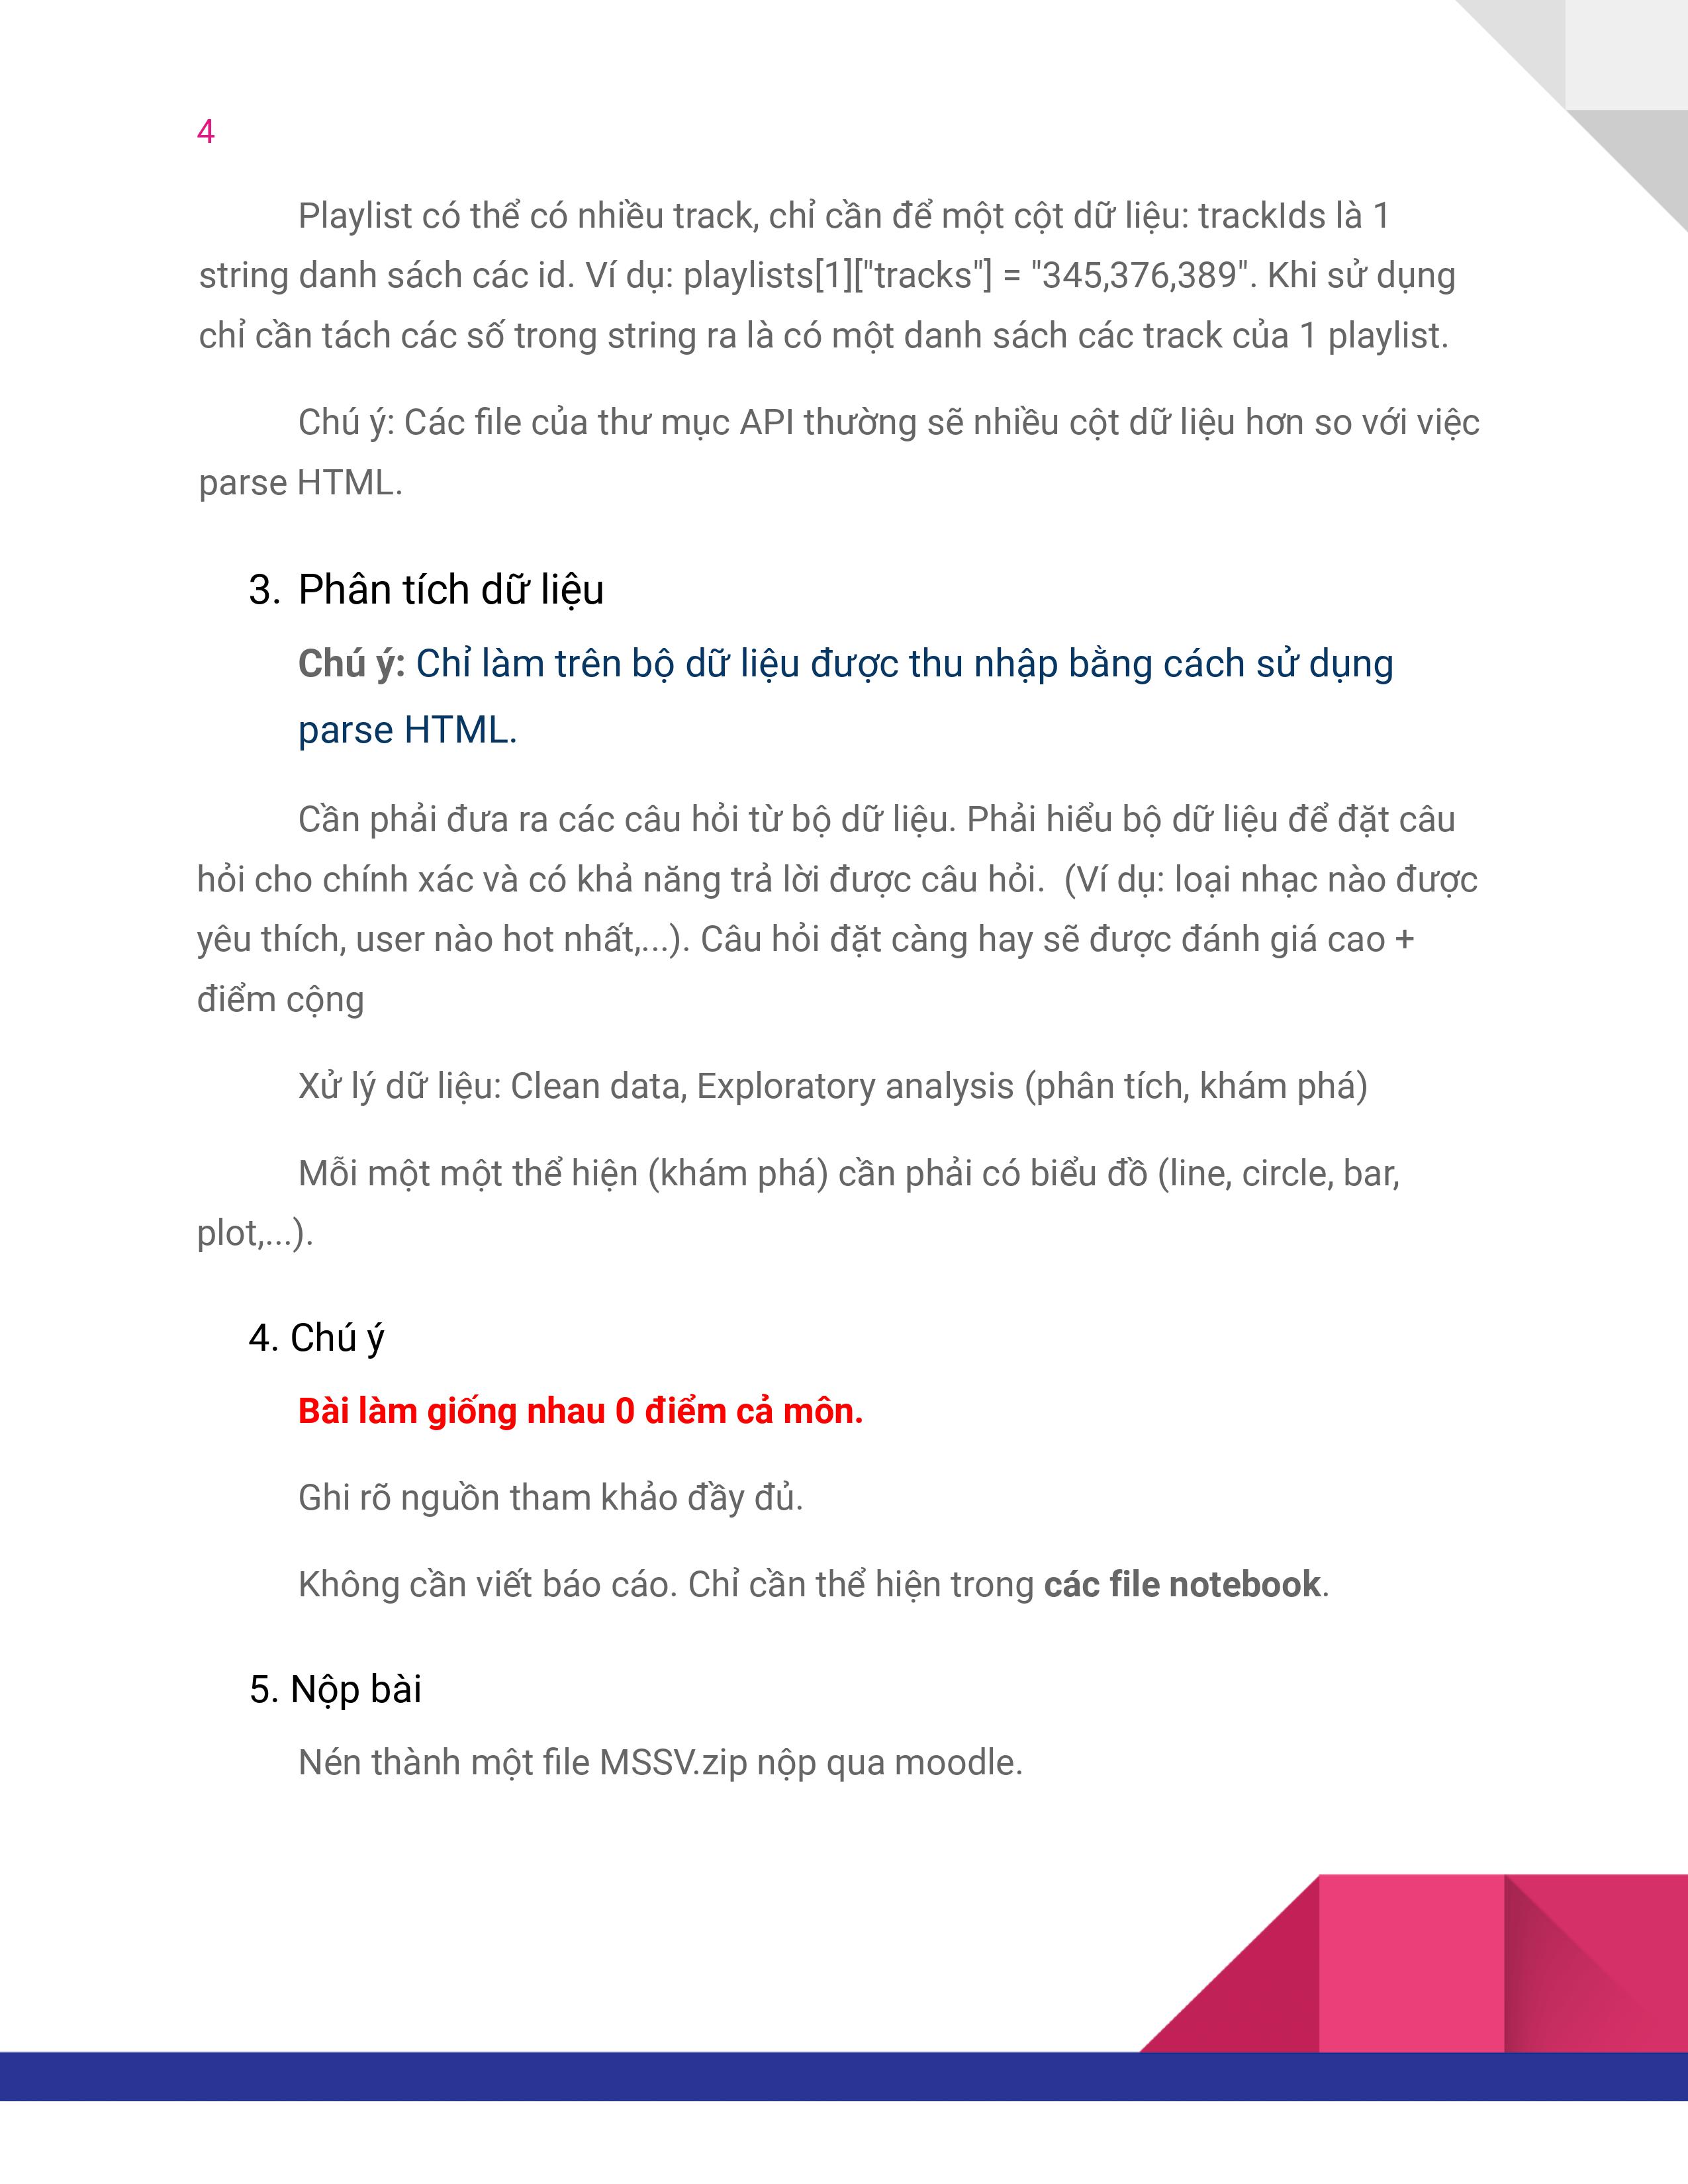 4
Playlist có thể có nhiều track, chỉ cần để một cột dữ liệu: trackIds là 1
string danh sách các id. Ví dụ: playlists[1]["tracks"] = "345,376,389". Khi sử dụng
chỉ cần tách các số trong string ra là có một danh sách các track của 1 playlist.
Chú ý: Các file của thư mục API thường sẽ nhiều cột dữ liệu hơn so với việc
parse HTML.
3. Phân tích dữ liệu
Chú ý: Chỉ làm trên bộ dữ liệu được thu nhập bằng cách sử dụng
parse HTML.
Cần phải đưa ra các câu hỏi từ bộ dữ liệu. Phải hiểu bộ dữ liệu để đặt câu
hỏi cho chính xác và có khả năng trả lời được câu hỏi.  (Ví dụ: loại nhạc nào được
yêu thích, user nào hot nhất,...). Câu hỏi đặt càng hay sẽ được đánh giá cao +
điểm cộng
Xử lý dữ liệu: Clean data, Exploratory analysis (phân tích, khám phá)
Mỗi một một thể hiện (khám phá) cần phải có biểu đồ (line, circle, bar,
plot,...).
4. Chú ý
Bài làm giống nhau 0 điểm cả môn.
Ghi rõ nguồn tham khảo đầy đủ.
Không cần viết báo cáo. Chỉ cần thể hiện trong các file notebook.
5. Nộp bài
Nén thành một file MSSV.zip nộp qua moodle.